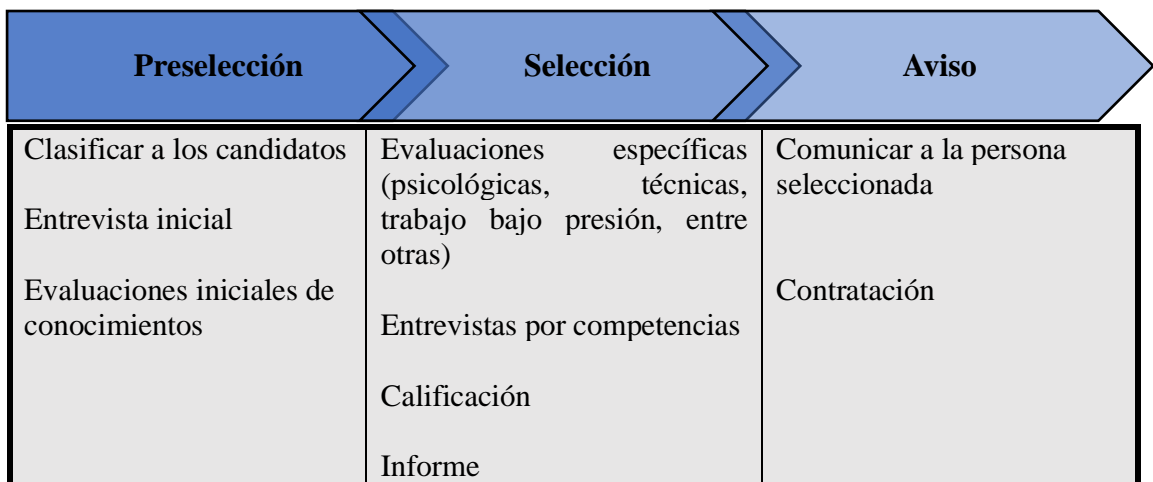 Preselección
Selección
Aviso
Clasificar a los candidatos
Entrevista inicial
Evaluaciones iniciales de
conocimientos
Evaluaciones específicas
(psicológicas, técnicas,
trabajo bajo presión, entre
otras)
Entrevistas por competencias
Calificación
Informe
Comunicar a la persona
seleccionada
Contratación